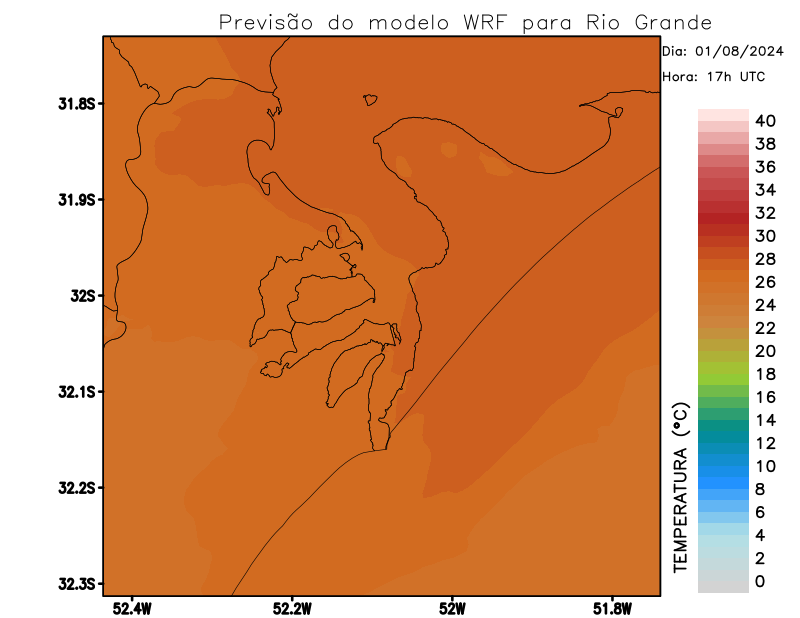 Previsão do modelo WRF para Rio Grande
Dia: 01/08/2024
Hora: 17h UTC
31.8S
31.9S
32S
32.1S
32.2S
32.3S
52.4W
52.2W
52W
51.8W
40
38
36
34
32
30
28
26
24
22
20
18
16
14
12
10
8
6
4
2
0
TEMPERATURA (°C)